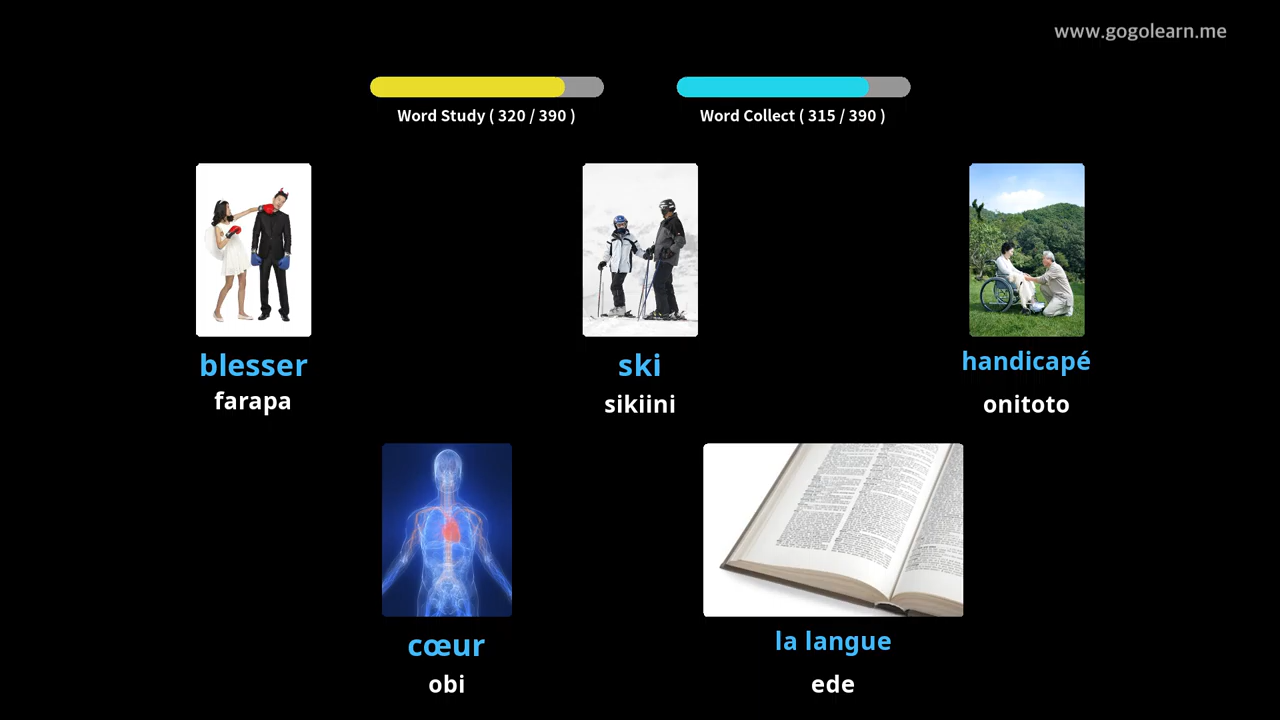 www.gogolearn.me
Word Study ( 320 / 390 )
Word Collect ( 315 / 390 )
blesser
farapa
ski
sikiini
handicapé
onitoto
cœur
obi
la langue
ede